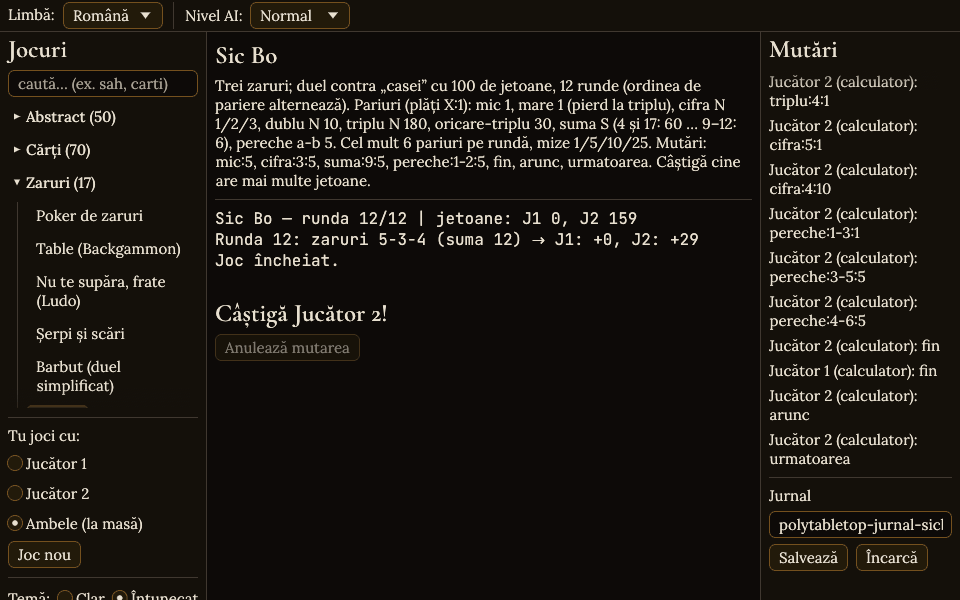 Limbă:
Română
Nivel AI:
Normal
Jocuri
caută... (ex. sah, carti)
Abstract (50)
Cărți (70)
Zaruri (17)
Poker de zaruri
Table (Backgammon)
Nu te supăra, frate
(Ludo)
Șerpi și scări
Barbut (duel
simplificat)
Tu joci cu:
Jucător 1
Jucător 2
Ambele (la masă)
Joc nou
Temă:
Clar
Întunecat
Sic Bo
Trei zaruri; duel contra „casei” cu 100 de jetoane, 12 runde (ordinea de
pariere alternează). Pariuri (plăți X:1): mic 1, mare 1 (pierd la triplu), cifra N
1/2/3, dublu N 10, triplu N 180, oricare-triplu 30, suma S (4 și 17: 60 ... 9–12:
6), pereche a-b 5. Cel mult 6 pariuri pe rundă, mize 1/5/10/25. Mutări:
mic:5, cifra:3:5, suma:9:5, pereche:1-2:5, fin, arunc, urmatoarea. Câștigă cine
are mai multe jetoane.
Sic Bo — runda 12/12 | jetoane: J1 0, J2 159
Runda 12: zaruri 5-3-4 (suma 12) → J1: +0, J2: +29
Joc încheiat.
Câștigă Jucător 2!
Anulează mutarea
Mutări
Jucător 2 (calculator):
triplu:4:1
Jucător 2 (calculator):
cifra:5:1
Jucător 2 (calculator):
cifra:4:10
Jucător 2 (calculator):
pereche:1-3:1
Jucător 2 (calculator):
pereche:3-5:5
Jucător 2 (calculator):
pereche:4-6:5
Jucător 2 (calculator): fin
Jucător 1 (calculator): fin
Jucător 2 (calculator):
arunc
Jucător 2 (calculator):
urmatoarea
Jurnal
polytabletop-jurnal-sicl
Salvează
Încarcă